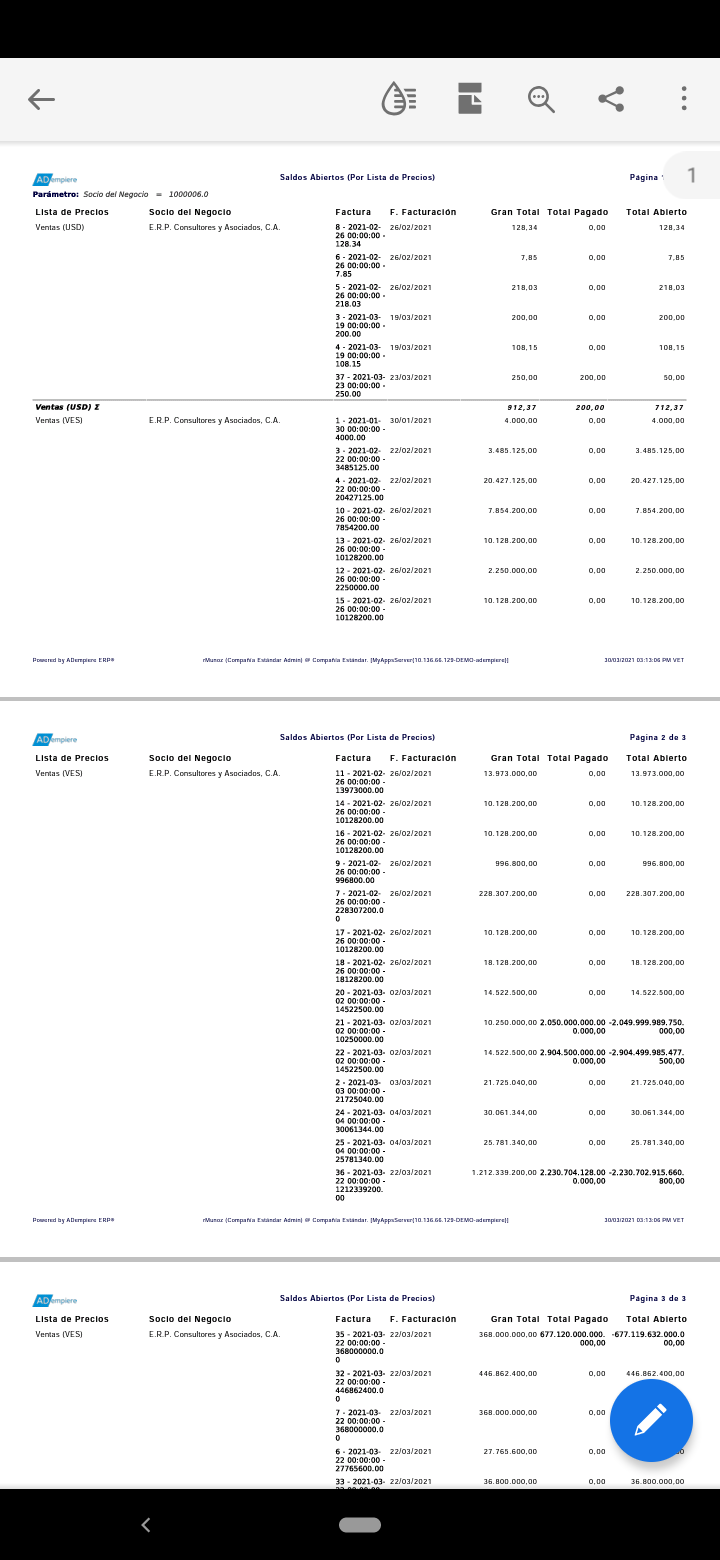 1
ADempiere
Saldos Abiertos (Por Lista de Precios)
Página
Parámetro: Socio del Negocio = 1000006.0
Lista de Precios Socio del Negocio Factura F. Facturación Gran Total Total Pagado Total Abierto
Ventas (USD) E.R.P. Consultores y Asociados, C.A. 8 - 2021-02- 26/02/2021 128,34 0,00 128,34
26 00:00:00 -
128.34
6 - 2021-02- 26/02/2021 7,85 0,00 7,85
26 00:00:00 -
7.85
5 - 2021-02- 26/02/2021 218,03 0,00 218,03
26 00:00:00 -
218.03
3 - 2021-03- 19/03/2021 200,00 0,00 200,00
19 00:00:00 -
200.00
4 - 2021-03- 19/03/2021 108,15 0,00 108,15
19 00:00:00 -
108.15
37 - 2021-03- 23/03/2021 250,00 200,00 50,00
23 00:00:00 -
250.00
Ventas (USD) Σ 912,37 200,00 712,37
Ventas (VES) E.R.P. Consultores y Asociados, C.A. 1 - 2021-01- 30/01/2021 4.000,00 0,00 4.000,00
30 00:00:00 -
4000.00
3 - 2021-02- 22/02/2021 3.485.125,00 0,00 3.485.125,00
22 00:00:00 -
3485125.00
4 - 2021-02- 22/02/2021 20.427.125,00 0,00 20.427.125,00
22 00:00:00 -
20427125.00
10 - 2021-02- 26/02/2021 7.854.200,00 0,00 7.854.200,00
26 00:00:00 -
7854200.00
13 - 2021-02- 26/02/2021 10.128.200,00 0,00 10.128.200,00
26 00:00:00 -
10128200.00
12 - 2021-02- 26/02/2021 2.250.000,00 0,00 2.250.000,00
26 00:00:00 -
2250000.00
15 - 2021-02- 26/02/2021 10.128.200,00 0,00 10.128.200,00
26 00:00:00 -
10128200.00
Powered by ADempiere ERP® rMunoz (Compañía Estándar Admin) @ Compañía Estándar. [MyAppsServer{10.136.66.129-DEMO-adempiere}] 30/03/2021 03:13:06 PM VET
ADempiere
Saldos Abiertos (Por Lista de Precios) Página 2 de 3
Lista de Precios Socio del Negocio Factura F. Facturación Gran Total Total Pagado Total Abierto
Ventas (VES) E.R.P. Consultores y Asociados, C.A. 11 - 2021-02- 26/02/2021 13.973.000,00 0,00 13.973.000,00
26 00:00:00 -
13973000.00
14 - 2021-02- 26/02/2021 10.128.200,00 0,00 10.128.200,00
26 00:00:00 -
10128200.00
16 - 2021-02- 26/02/2021 10.128.200,00 0,00 10.128.200,00
26 00:00:00 -
10128200.00
9 - 2021-02- 26/02/2021 996.800,00 0,00 996.800,00
26 00:00:00 -
996800.00
7 - 2021-02- 26/02/2021 228.307.200,00 0,00 228.307.200,00
26 00:00:00 -
228307200.0
0
17 - 2021-02- 26/02/2021 10.128.200,00 0,00 10.128.200,00
26 00:00:00 -
10128200.00
18 - 2021-02- 26/02/2021 18.128.200,00 0,00 18.128.200,00
26 00:00:00 -
18128200.00
20 - 2021-03- 02/03/2021 14.522.500,00 0,00 14.522.500,00
02 00:00:00 -
14522500.00
21 - 2021-03- 02/03/2021 10.250.000,00 2.050.000.000.00 -2.049.999.989.750.
02 00:00:00 - 0.000,00 000,00
10250000.00
22 - 2021-03- 02/03/2021 14.522.500,00 2.904.500.000.00 -2.904.499.985.477.
02 00:00:00 - 0.000,00 500,00
14522500.00
2 - 2021-03- 03/03/2021 21.725.040,00 0,00 21.725.040,00
03 00:00:00 -
21725040.00
24 - 2021-03- 04/03/2021 30.061.344,00 0,00 30.061.344,00
04 00:00:00 -
30061344.00
25 - 2021-03- 04/03/2021 25.781.340,00 0,00 25.781.340,00
04 00:00:00 -
25781340.00
36 - 2021-03- 22/03/2021 1.212.339.200,00 2.230.704.128.00 -2.230.702.915.660.
22 00:00:00 - 0.000,00 800,00
1212339200.
00
Powered by ADempiere ERP® rMunoz (Compañía Estándar Admin) @ Compañía Estándar. [MyAppsServer{10.136.66.129-DEMO-adempiere}] 30/03/2021 03:13:06 PM VET
ADempiere
Saldos Abiertos (Por Lista de Precios) Página 3 de 3
Lista de Precios Socio del Negocio Factura F. Facturación Gran Total Total Pagado Total Abierto
Ventas (VES) E.R.P. Consultores y Asociados, C.A. 35 - 2021-03- 22/03/2021 368.000.000,00 677.120.000.000. -677.119.632.000.0
22 00:00:00 - 000,00 00,00
368000000.0
0
32 - 2021-03- 22/03/2021 446.862.400,00 0,00 446.862.400,00
22 00:00:00 -
446862400.0
0
7 - 2021-03- 22/03/2021 368.000.000,00 0,00
22 00:00:00 -
368000000.0
0
6 - 2021-03- 22/03/2021 27.765.600,00 0,00
22 00:00:00 -
27765600.00
33 - 2021-03- 22/03/2021 36.800.000,00 0,00 36.800.000,00